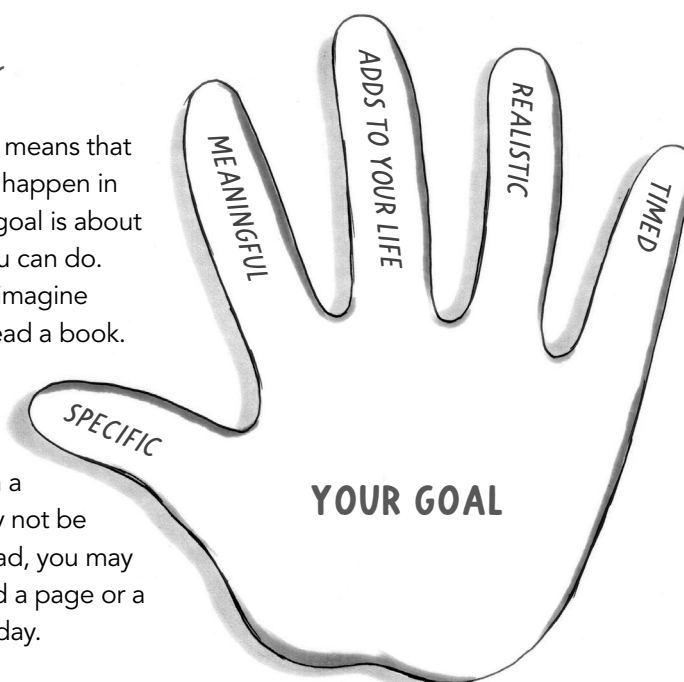 means that
happen in
goal is about
u can do.
imagine
ead a book.
a
y not be
ad, you may
d a page or a
day.
SPECIFIC
MEANINGFUL
ADDS TO YOUR LIFE
REALISTIC
TIMED
YOUR GOAL